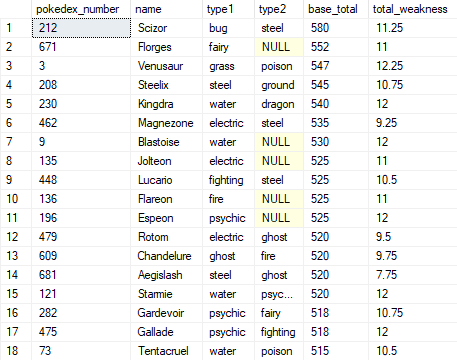 pokedex_number name type1 type2 base_total total_weakness
1 212 Scizor bug steel 580 11.25
2 671 Florges fairy NULL 552 11
3 3 Venusaur grass poison 547 12.25
4 208 Steelix steel ground 545 10.75
5 230 Kingdra water dragon 540 12
6 462 Magnezone electric steel 535 9.25
7 9 Blastoise water NULL 530 12
8 135 Jolteon electric NULL 525 11
9 448 Lucario fighting steel 525 10.5
10 136 Flareon fire NULL 525 11
11 196 Espeon psychic NULL 525 12
12 479 Rotom electric ghost 520 9.5
13 609 Chandelure ghost fire 520 9.75
14 681 Aegislash steel ghost 520 7.75
15 121 Starmie water psyc... 520 12
16 282 Gardevoir psychic fairy 518 10.75
17 475 Gallade psychic fighting 518 12
18 73 Tentacruel water poison 515 10.5